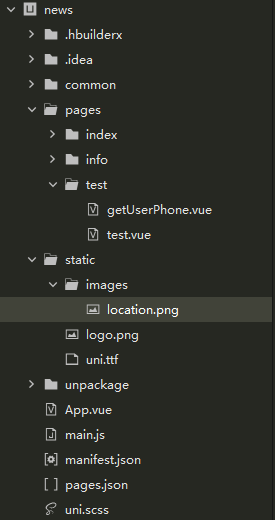 news
.hbuilderx
.idea
common
pages
index
info
test
getUserPhone.vue
test.vue
static
images
location.png
logo.png
uni.ttf
unpackage
App.vue
main.js
manifest.json
pages.json
uni.scss